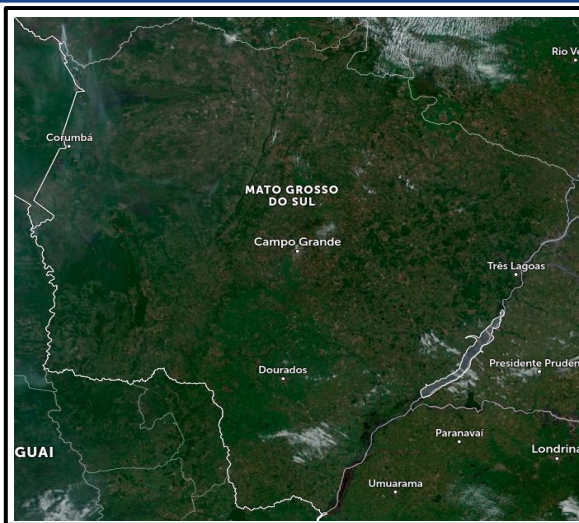 Rio Ve
Corumbá
MATO GROSSO
DO SUL
Campo Grande
Três Lagoas
Presidente Pruden
Dourados
Paranavaí
GUAI
Londrina
Umuarama